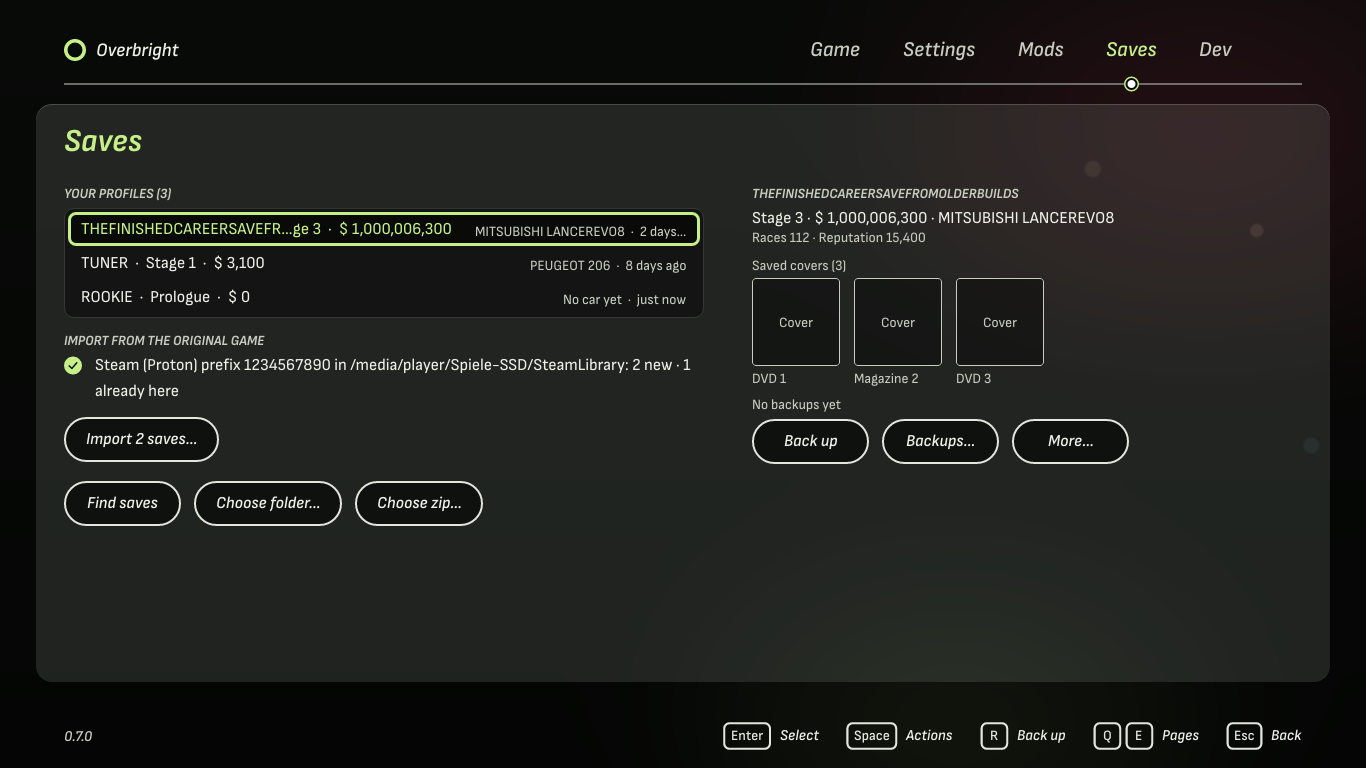 Overbright
Game Settings Mods Saves Dev
Saves
YOUR PROFILES (3)
THEFINISHEDCAREERSAVEFR...ge 3 · $ 1,000,006,300 MITSUBISHI LANCEREVO8 · 2 days...
TUNER · Stage 1 · $ 3,100 PEUGEOT 206 · 8 days ago
ROOKIE · Prologue · $ 0 No car yet · just now
IMPORT FROM THE ORIGINAL GAME
Steam (Proton) prefix 1234567890 in /media/player/Spiele-SSD/SteamLibrary: 2 new · 1
already here
Import 2 saves...
Find saves Choose folder... Choose zip...
THEFINISHEDCAREERSAVEFROMOLDERBUILDS
Stage 3 · $ 1,000,006,300 · MITSUBISHI LANCEREVO8
Races 112 · Reputation 15,400
Saved covers (3)
Cover Cover Cover
DVD 1 Magazine 2 DVD 3
No backups yet
Back up Backups... More...
0.7.0
Enter Select Space Actions R Back up Q E Pages Esc Back